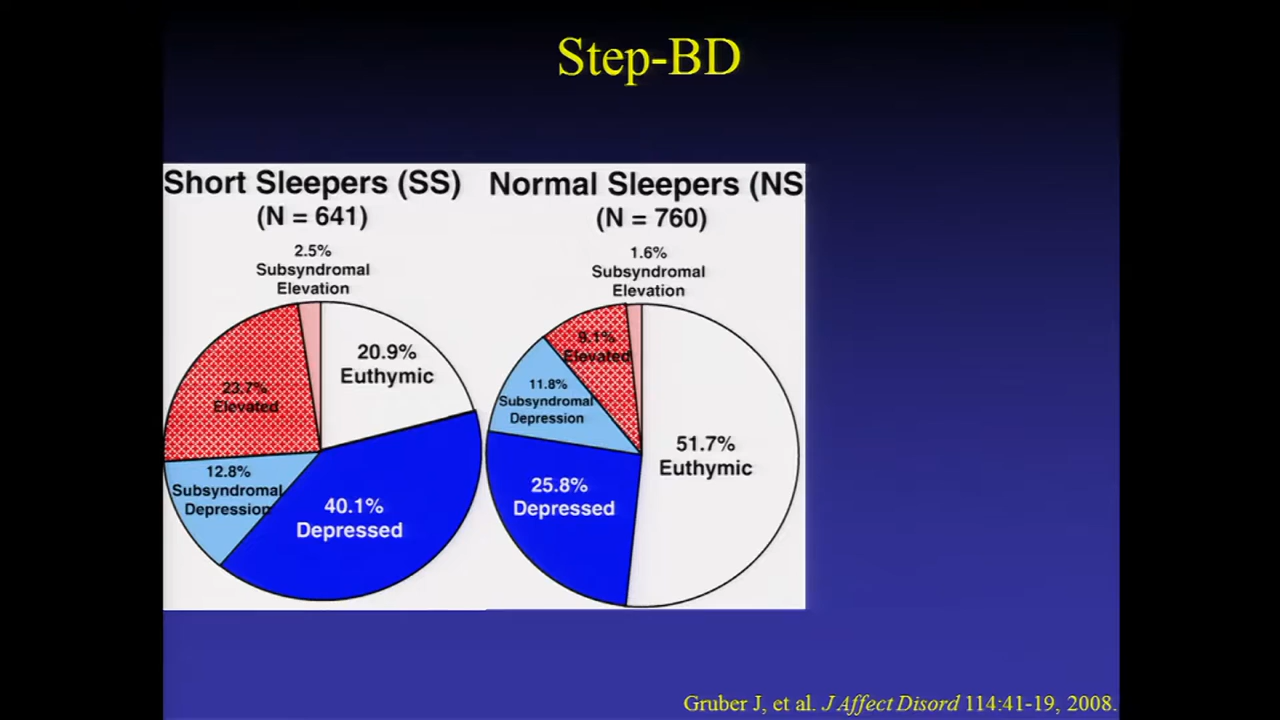 Step-BD
Short Sleepers (SS)
(N = 641)
2.5%
Subsyndromal
Elevation
20.9%
Euthymic
23.7%
Elevated
12.8%
Subsyndromal
Depression
40.1%
Depressed
Normal Sleepers (NS
(N = 760)
1.6%
Subsyndromal
Elevation
9.1%
Elevated
11.8%
Subsyndromal
Depression
51.7%
Euthymic
25.8%
Depressed
Gruber J, et al. J Affect Disord 114:41-19, 2008.